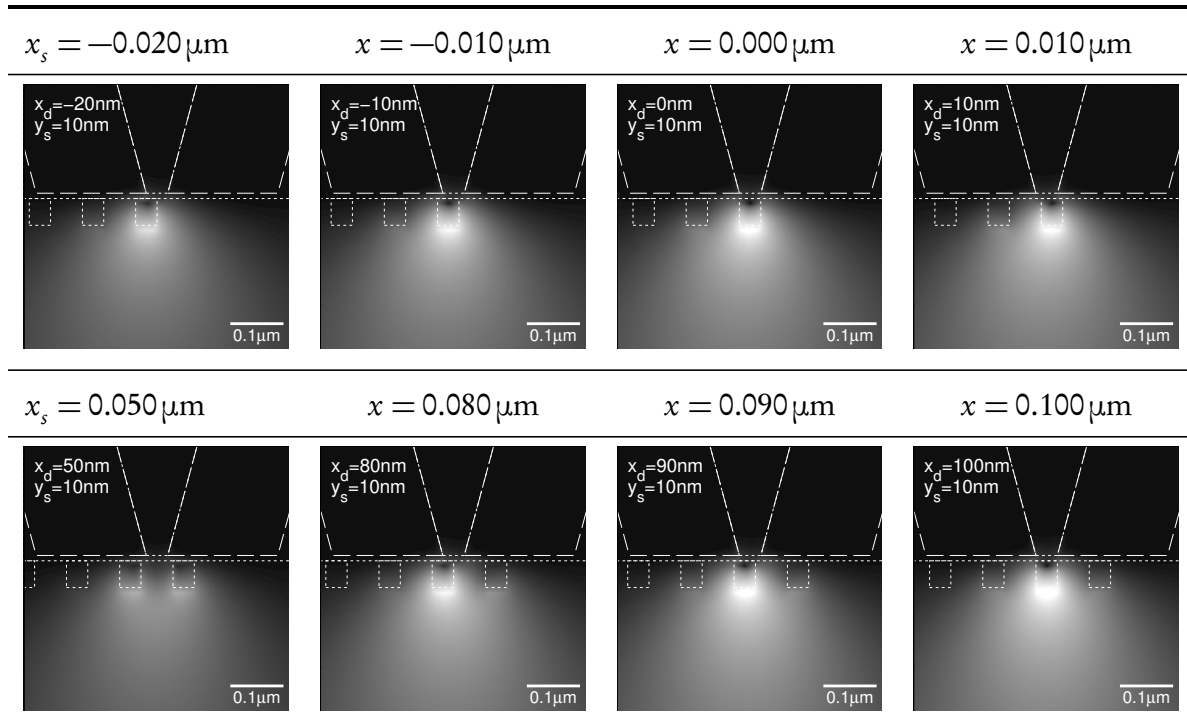 x_s = −0.020 μm x = −0.010 μm x = 0.000 μm x = 0.010 μm
x_d=−20nm x_d=−10nm x_d=0nm x_d=10nm
y_s=10nm y_s=10nm y_s=10nm y_s=10nm
0.1μm 0.1μm 0.1μm 0.1μm
x_s = 0.050 μm x = 0.080 μm x = 0.090 μm x = 0.100 μm
x_d=50nm x_d=80nm x_d=90nm x_d=100nm
y_s=10nm y_s=10nm y_s=10nm y_s=10nm
0.1μm 0.1μm 0.1μm 0.1μm